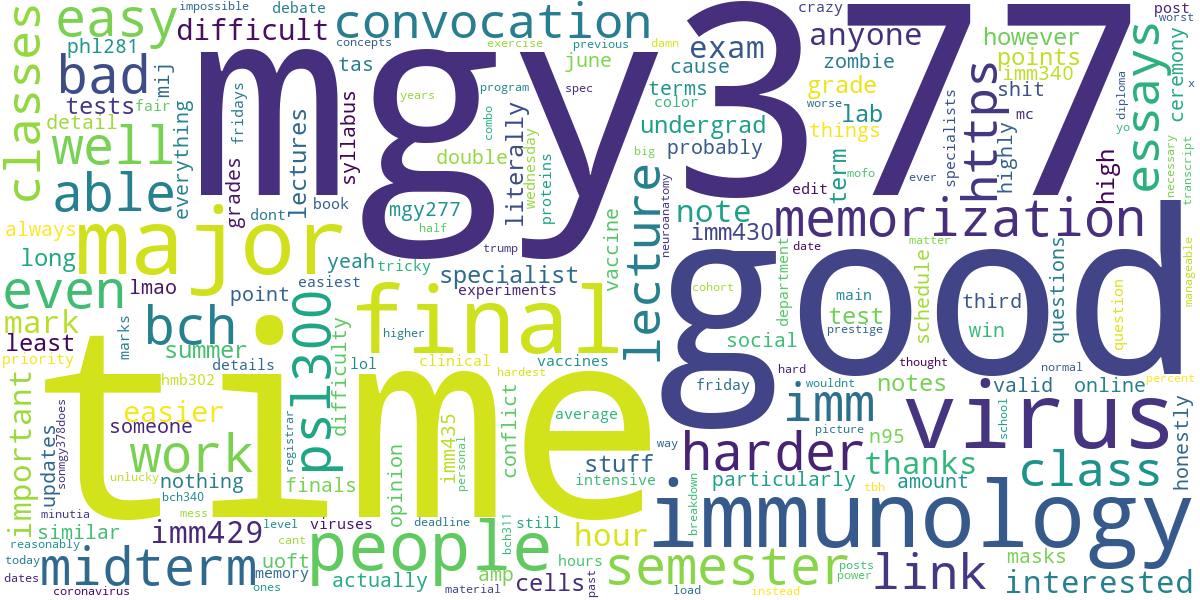 mgy377
good
time
immunology
major
final
virus
people
convocation
memorization
semester
midterm
classes
easy
difficult
phl281
bad
mij
tests
fair
detail
well
able
everything
fridays
grades
lectures
syllabus
tas
impossible
debate
concepts
exercise
previous
damn
years
program
spec
june
cause
exam
terms
color
undergrad
probably
crazy
anyone
zombie
grade
things
worse
lab
mc
however
points
imm340
shit
https
highly
specialists
essays
high
post
worst
ceremony
diploma
x
yo
necessary
transcript
mofo
ever
edit
term
big
neuroanatomy
note
imm430
lecture
vaccine
proteins
wednesday
literally
combo
double
mgy277
half
book
dont
always
long
lmao
yeah
tricky
trump
specialist
experiments
easiest
point
even
mark
least
priority
marks
bch
summer
details
hmb302
psl300
difficulty
lol
higher
clinical
hardest
vaccines
social
department
cohort
date
main
test
prestige
matter
schedule
third
win
questions
question
manageable
percent
normal
hard
thought
valid
online
notes
friday
wouldnt
picture
imm
n95
thanks
harder
way
school
class
honestly
important
updates
easier
someone
work
nothing
unlucky
bch340
registrar
finals
opinion
imm435
personal
conflict
average
stuff
intensive
particularly
amount
tbh
breakdown
minutia
sonmgy378does
similar
reasonably
today
dates
coronavirus
mess
imm429
level
cant
viruses
uoft
memory
ones
deadline
actually
amp
material
bch311
still
hour
hours
cells
past
load
posts
power
instead
link
masks
interested